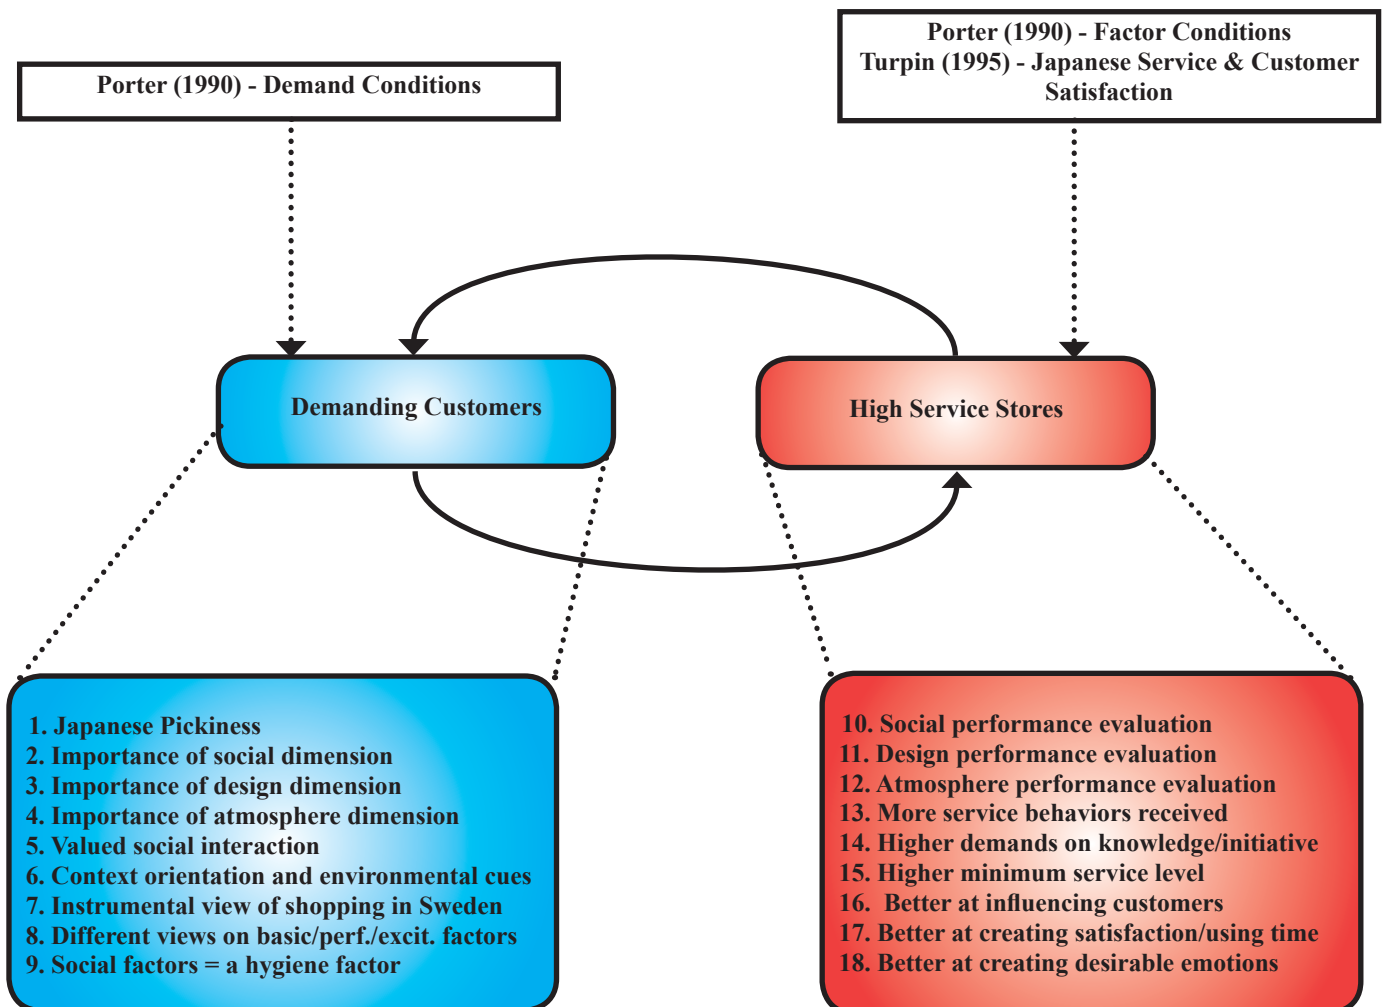 Porter (1990) - Demand Conditions
Porter (1990) - Factor Conditions
Turpin (1995) - Japanese Service & Customer
Satisfaction
Demanding Customers
High Service Stores
1. Japanese Pickiness
2. Importance of social dimension
3. Importance of design dimension
4. Importance of atmosphere dimension
5. Valued social interaction
6. Context orientation and environmental cues
7. Instrumental view of shopping in Sweden
8. Different views on basic/perf./excit. factors
9. Social factors = a hygiene factor
10. Social performance evaluation
11. Design performance evaluation
12. Atmosphere performance evaluation
13. More service behaviors received
14. Higher demands on knowledge/initiative
15. Higher minimum service level
16. Better at influencing customers
17. Better at creating satisfaction/using time
18. Better at creating desirable emotions